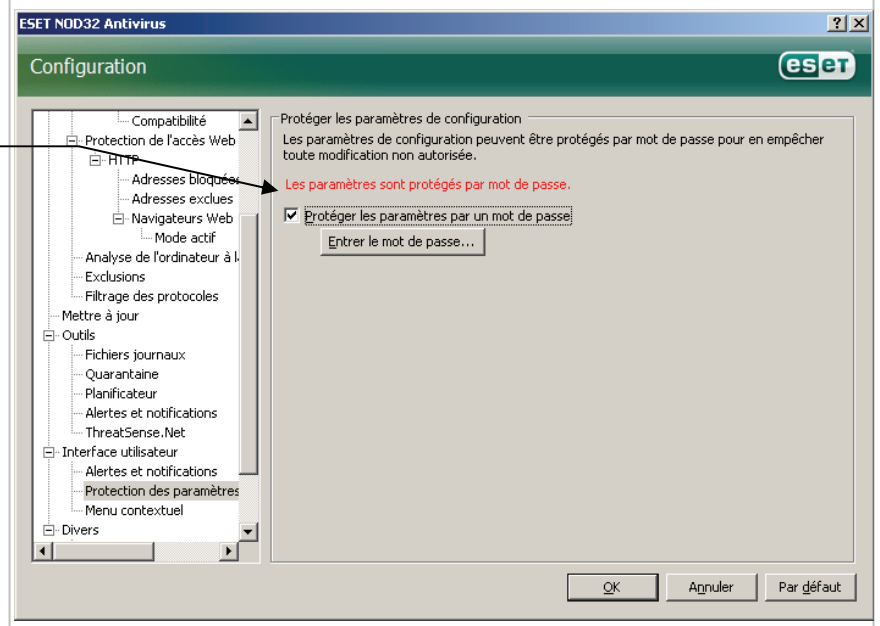 ESET NOD32 Antivirus
Configuration
eset
Compatibilité
Protection de l'accès Web
HTTP
Adresses bloquées
Adresses exclues
Navigateurs Web
Mode actif
Analyse de l'ordinateur à l
Exclusions
Filtrage des protocoles
Mettre à jour
Outils
Fichiers journaux
Quarantaine
Planificateur
Alertes et notifications
ThreatSense.Net
Interface utilisateur
Alertes et notifications
Protection des paramètres
Menu contextuel
Divers
Protéger les paramètres de configuration
Les paramètres de configuration peuvent être protégés par mot de passe pour en empêcher
toute modification non autorisée.
Les paramètres sont protégés par mot de passe.
Protéger les paramètres par un mot de passe
Entrer le mot de passe...
OK
Annuler
Par défaut